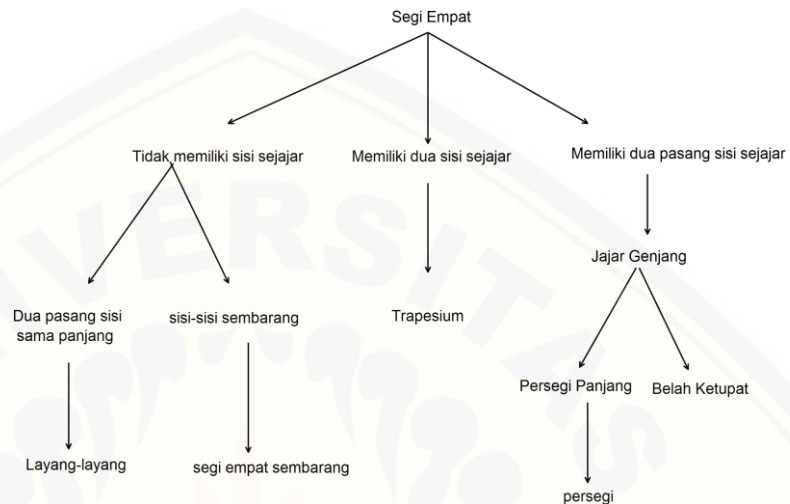 Segi Empat
Tidak memiliki sisi sejajar
Memiliki dua sisi sejajar
Memiliki dua pasang sisi sejajar
Jajar Genjang
Dua pasang sisi
sama panjang
sisi-sisi sembarang
Trapesium
Persegi Panjang
Belah Ketupat
Layang-layang
segi empat sembarang
persegi
VERSITAS